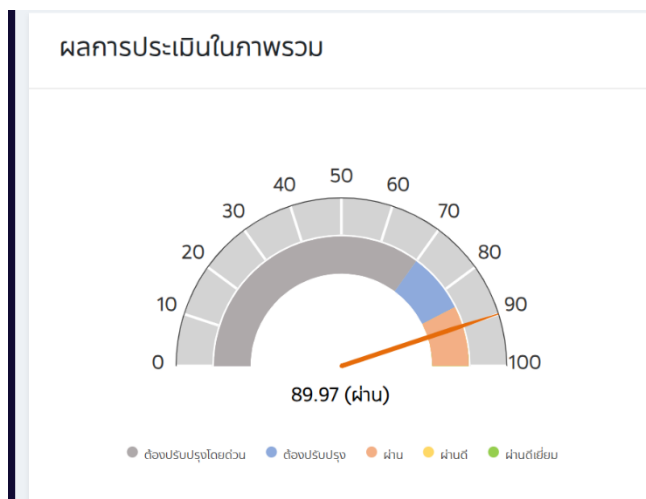 ผลการประเมินในภาพรวม
50
40 60
30 70
20 80
10 90
0 100
89.97 (ผ่าน)
ต้องปรับปรุงโดยด่วน ต้องปรับปรุง ผ่าน ผ่านดี ผ่านดีเยี่ยม